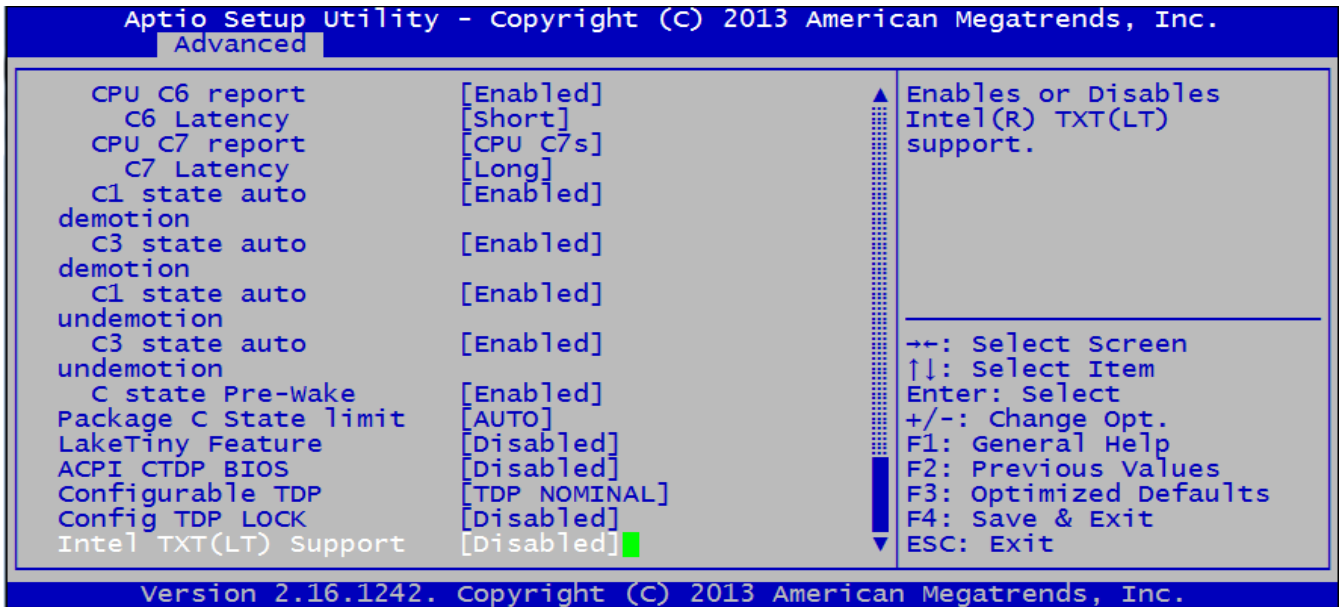 Aptio Setup Utility - Copyright (C) 2013 American Megatrends, Inc.
Advanced
CPU C6 report [Enabled]
C6 Latency [Short]
CPU C7 report [CPU C7s]
C7 Latency [Long]
C1 state auto [Enabled]
demotion
C3 state auto [Enabled]
demotion
C1 state auto [Enabled]
undemotion
C3 state auto [Enabled]
undemotion
C state Pre-Wake [Enabled]
Package C State limit [AUTO]
LakeTiny Feature [Disabled]
ACPI CTDP BIOS [Disabled]
Configurable TDP [TDP NOMINAL]
Config TDP LOCK [Disabled]
Intel TXT(LT) Support [Disabled]
Enables or Disables
Intel(R) TXT(LT)
support.
→←: Select Screen
↑↓: Select Item
Enter: Select
+/-: Change Opt.
F1: General Help
F2: Previous Values
F3: Optimized Defaults
F4: Save & Exit
ESC: Exit
Version 2.16.1242. Copyright (C) 2013 American Megatrends, Inc.